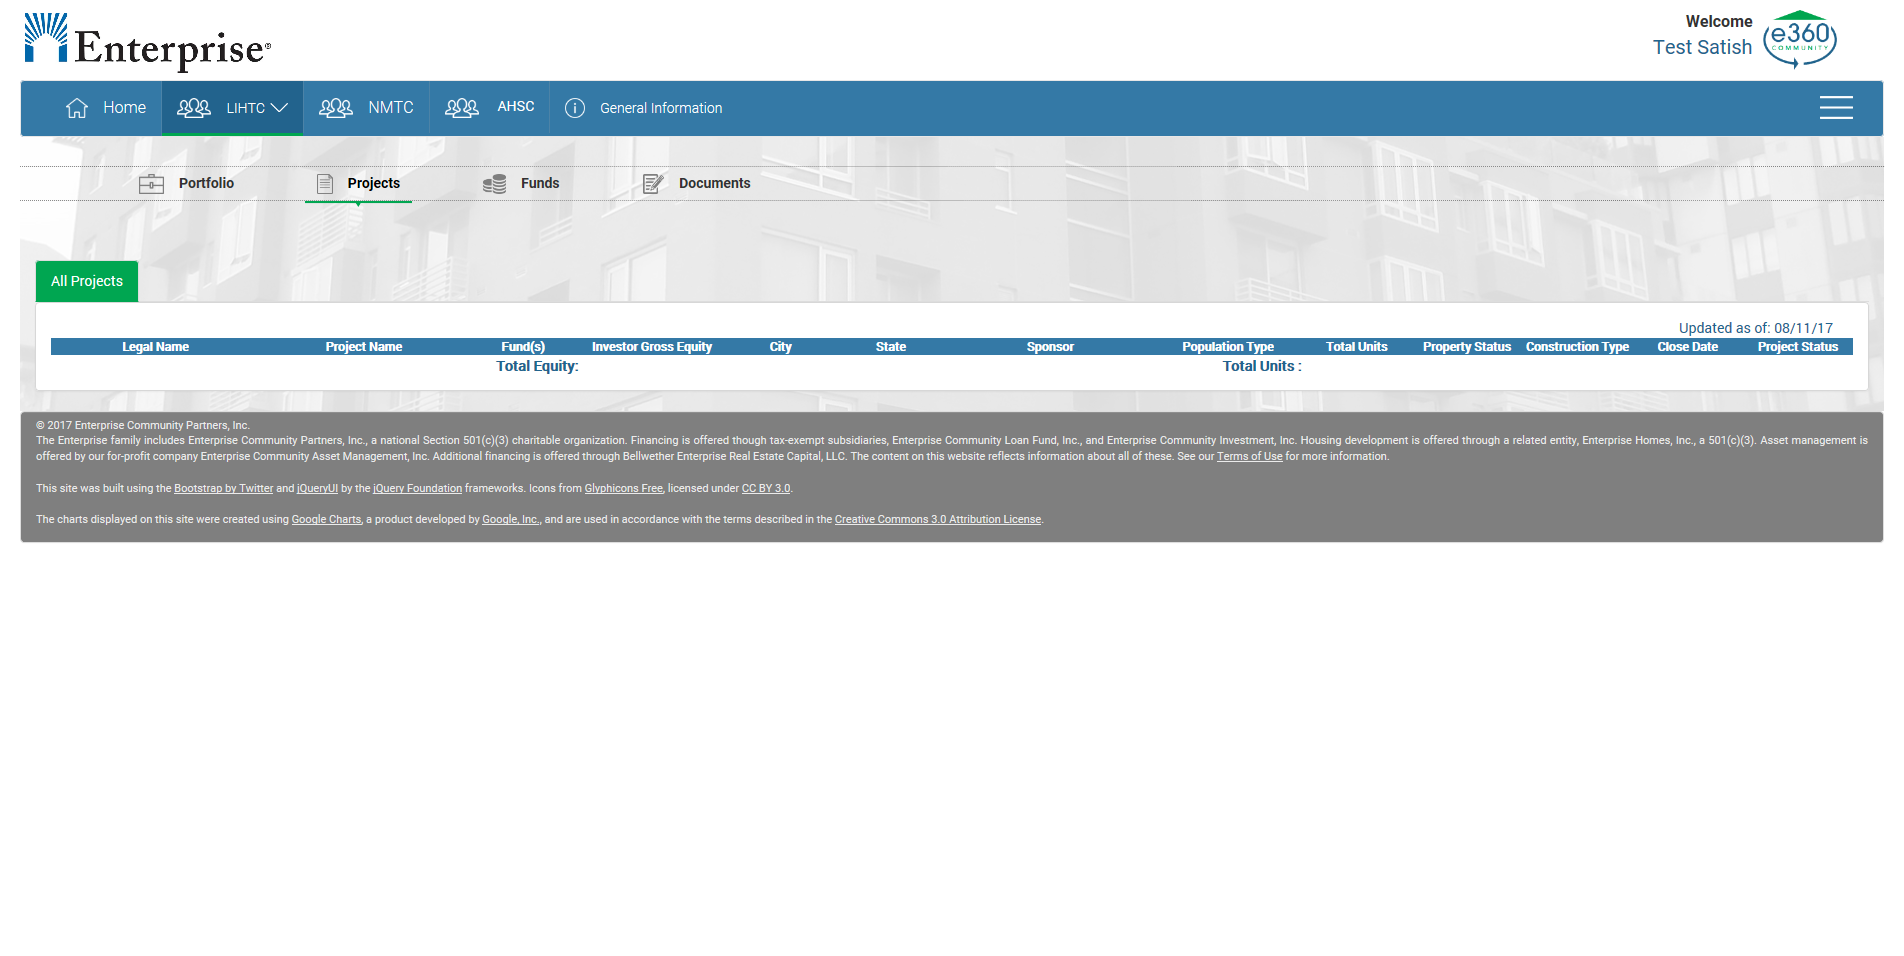 Enterprise®
Welcome
Test Satish
e360
COMMUNITY
Home
LIHTC
NMTC
AHSC
General Information
Portfolio
Projects
Funds
Documents
All Projects
Updated as of: 08/11/17
Legal Name Project Name Fund(s) Investor Gross Equity City State Sponsor Population Type Total Units Property Status Construction Type Close Date Project Status
Total Equity: Total Units :
© 2017 Enterprise Community Partners, Inc.
The Enterprise family includes Enterprise Community Partners, Inc., a national Section 501(c)(3) charitable organization. Financing is offered though tax-exempt subsidiaries, Enterprise Community Loan Fund, Inc., and Enterprise Community Investment, Inc. Housing development is offered through a related entity, Enterprise Homes, Inc., a 501(c)(3). Asset management is
offered by our for-profit company Enterprise Community Asset Management, Inc. Additional financing is offered through Bellwether Enterprise Real Estate Capital, LLC. The content on this website reflects information about all of these. See our Terms of Use for more information.
This site was built using the Bootstrap by Twitter and jQueryUI by the jQuery Foundation frameworks. Icons from Glyphicons Free, licensed under CC BY 3.0.
The charts displayed on this site were created using Google Charts, a product developed by Google, Inc., and are used in accordance with the terms described in the Creative Commons 3.0 Attribution License.